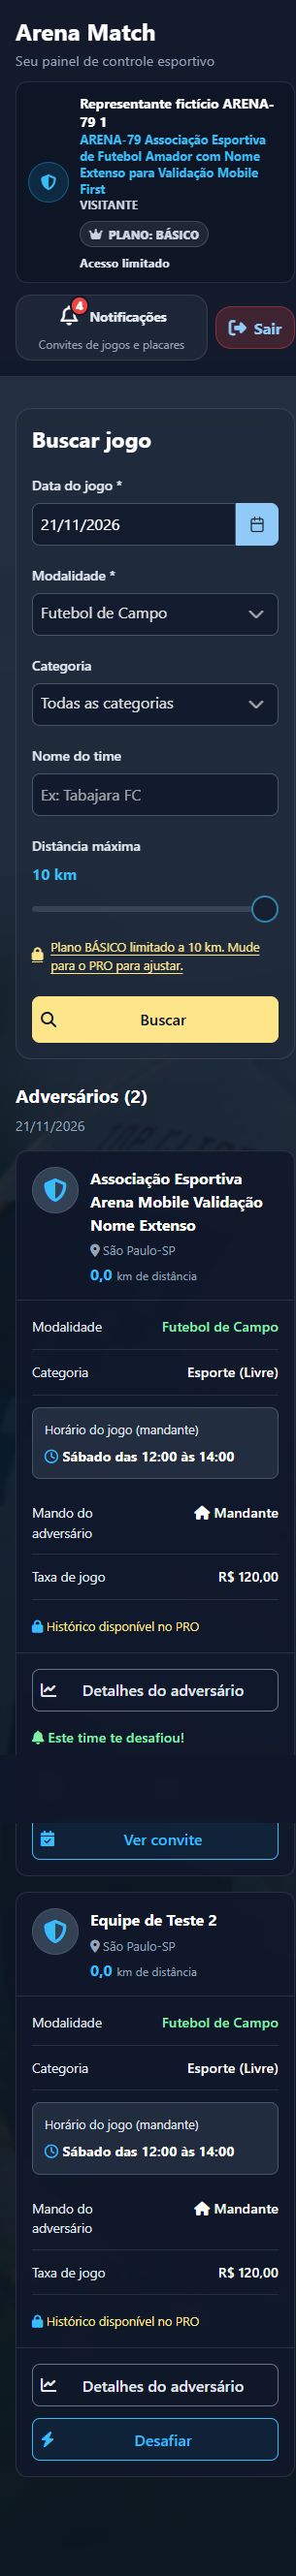 Arena Match
Seu painel de controle esportivo
Representante fictício ARENA-
79 1
ARENA-79 Associação Esportiva
de Futebol Amador com Nome
Extenso para Validação Mobile
First
VISITANTE
PLANO: BÁSICO
Acesso limitado
4
Notificações
Convites de jogos e placares
Sair
Buscar jogo
Data do jogo *
21/11/2026
Modalidade *
Futebol de Campo
Categoria
Todas as categorias
Nome do time
Ex: Tabajara FC
Distância máxima
10 km
Plano BÁSICO limitado a 10 km. Mude
para o PRO para ajustar.
Buscar
Adversários (2)
21/11/2026
Associação Esportiva
Arena Mobile Validação
Nome Extenso
São Paulo-SP
0,0 km de distância
Modalidade Futebol de Campo
Categoria Esporte (Livre)
Horário do jogo (mandante)
Sábado das 12:00 às 14:00
Mando do
adversário
Mandante
Taxa de jogo R$ 120,00
Histórico disponível no PRO
Detalhes do adversário
Este time te desafiou!
Ver convite
Equipe de Teste 2
São Paulo-SP
0,0 km de distância
Modalidade Futebol de Campo
Categoria Esporte (Livre)
Horário do jogo (mandante)
Sábado das 12:00 às 14:00
Mando do
adversário
Mandante
Taxa de jogo R$ 120,00
Histórico disponível no PRO
Detalhes do adversário
Desafiar